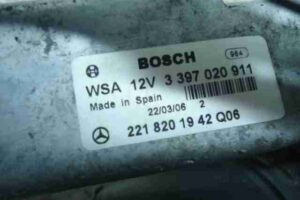 BOSCH
WSA 12V 3 397 020 911
Made in Spain
22/03/06 2
221 820 19 42 Q06